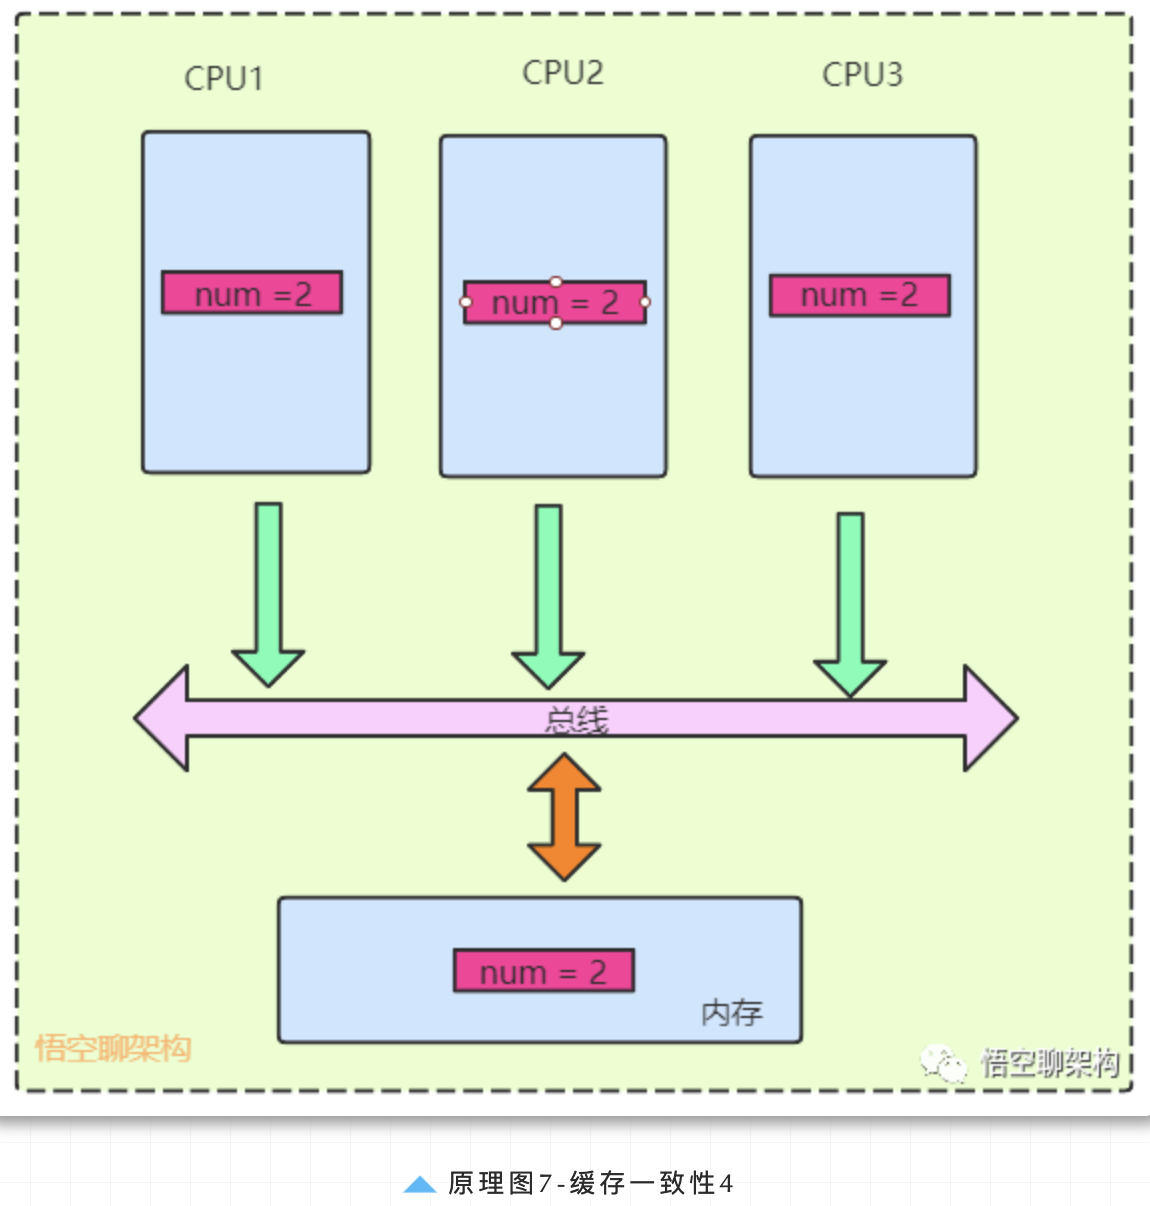 CPU1
CPU2
CPU3
num =2
num = 2
num =2
总线
num = 2
内存
悟空聊架构
悟空聊架构
原理图7-缓存一致性4